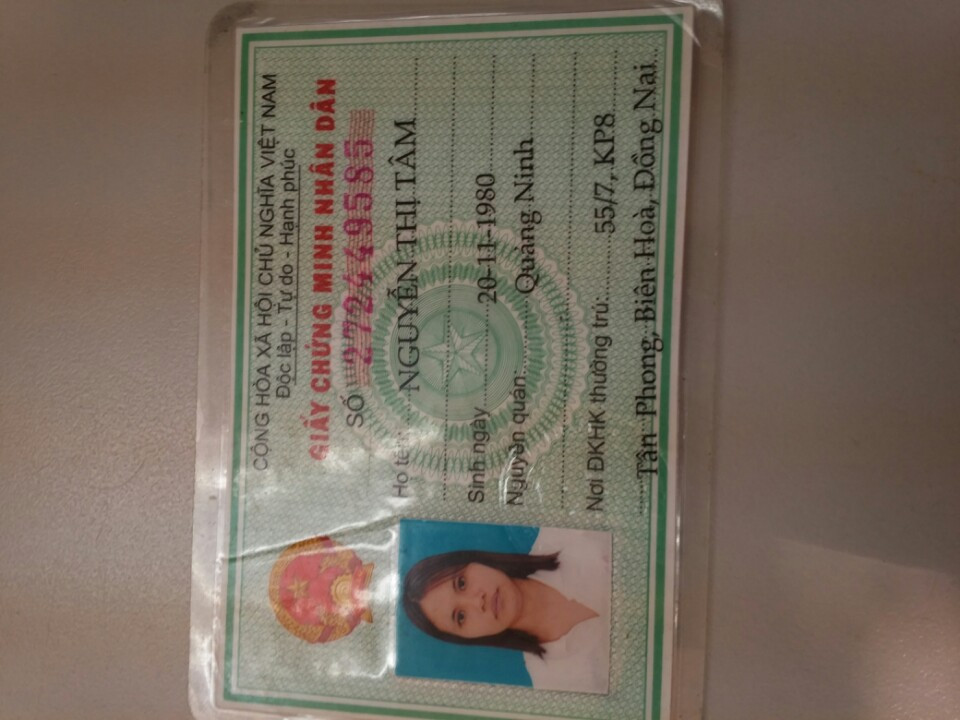 CỘNG HÒA XÃ HỘI CHỦ NGHĨA VIỆT NAM
Độc lập - Tự do - Hạnh phúc
GIẤY CHỨNG MINH NHÂN DÂN
SỐ 272449585
Họ tên: NGUYỄN THỊ TÂM
Sinh ngày 20-11-1980
Nguyên quán: Quảng Ninh
Nơi ĐKHK thường trú: 55/7, KP8
Tân Phong, Biên Hoà, Đồng Nai